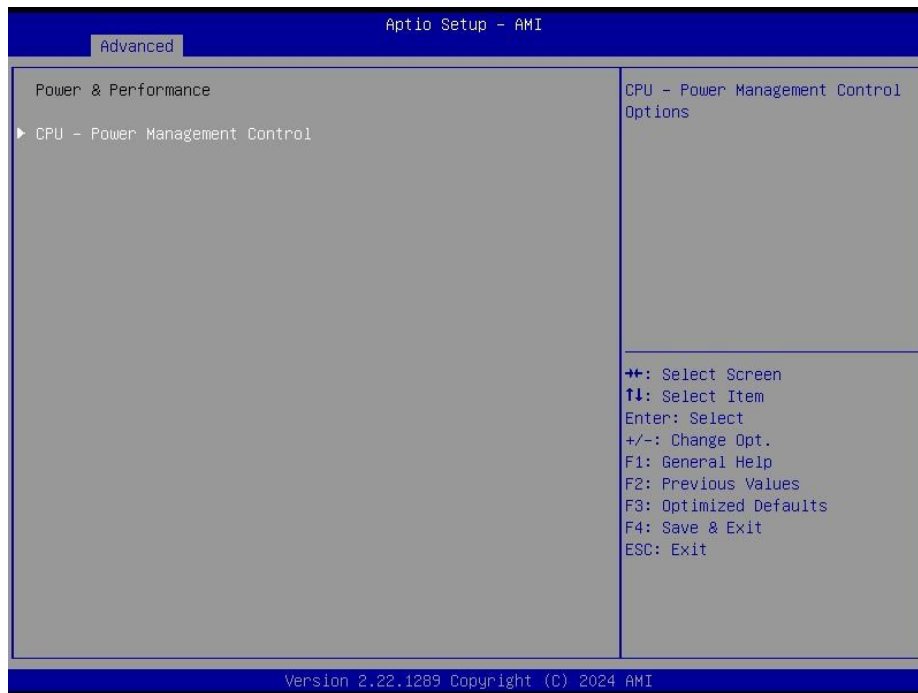 Aptio Setup – AMI
Advanced
Power & Performance
▶ CPU – Power Management Control
CPU – Power Management Control
Options
→←: Select Screen
↑↓: Select Item
Enter: Select
+/-: Change Opt.
F1: General Help
F2: Previous Values
F3: Optimized Defaults
F4: Save & Exit
ESC: Exit
Version 2.22.1289 Copyright (C) 2024 AMI